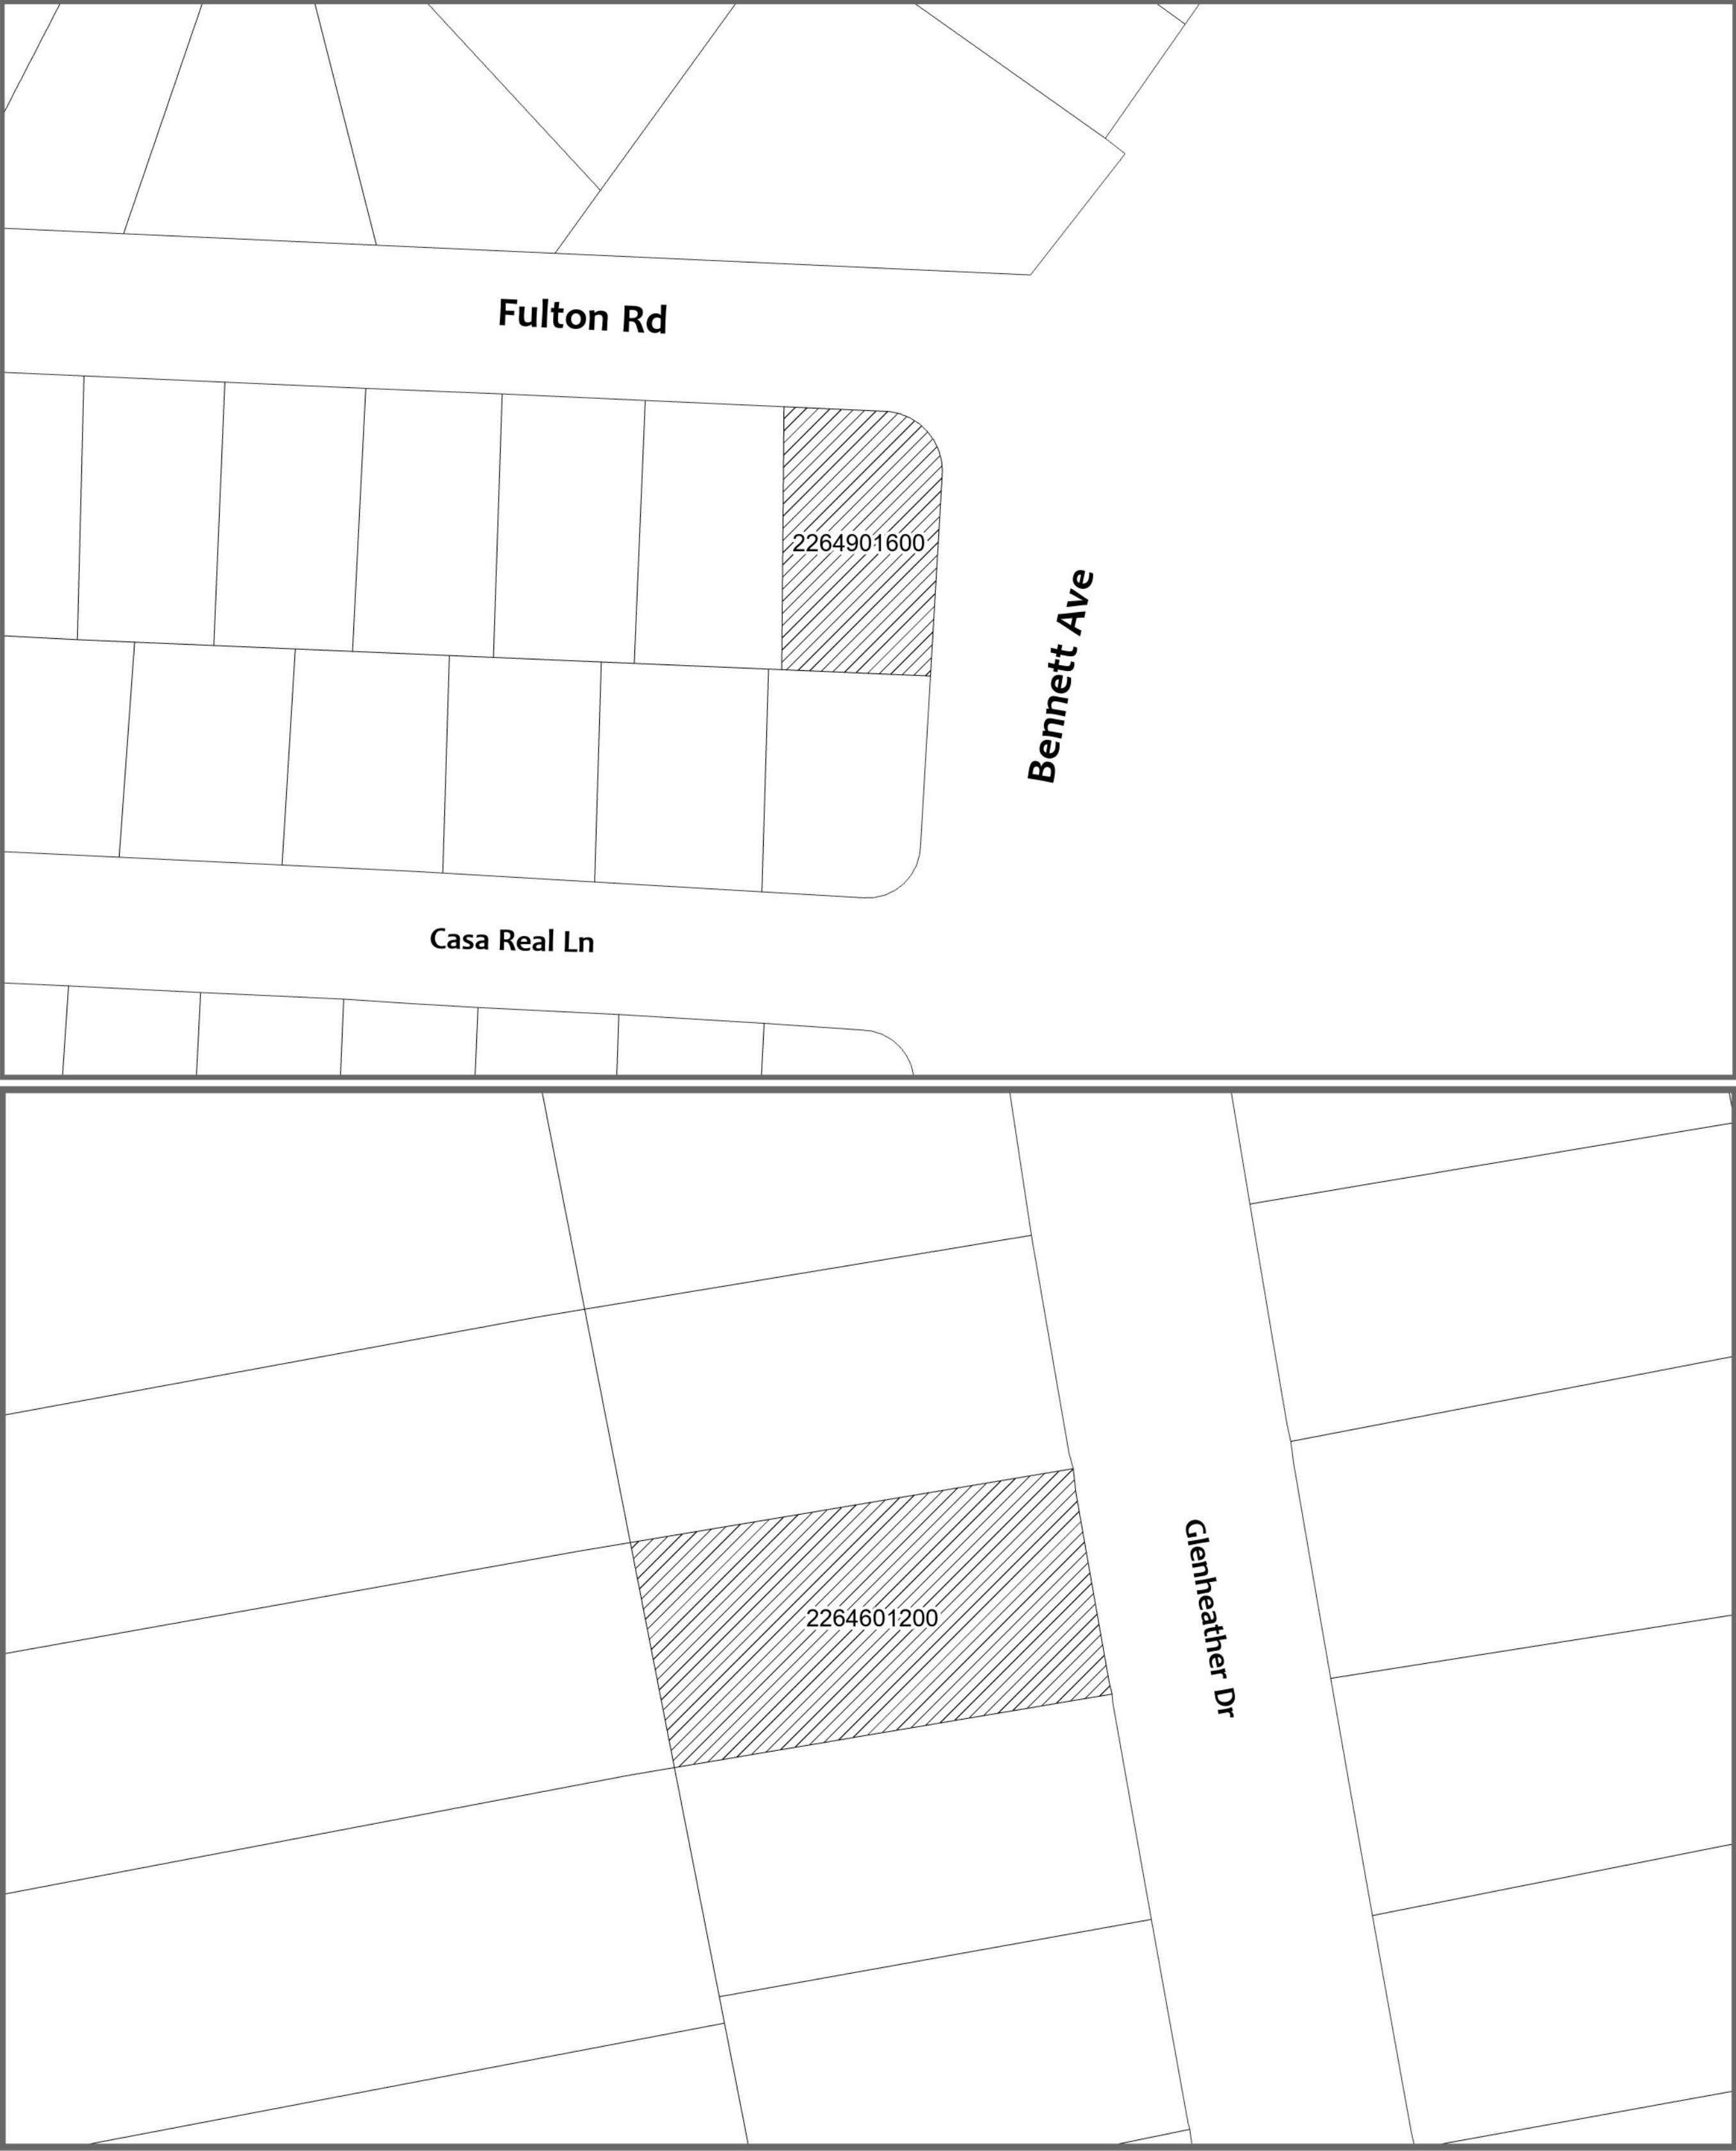 Fulton Rd
2264901600
Bennett Ave
Casa Real Ln
2264601200
Glenheather Dr